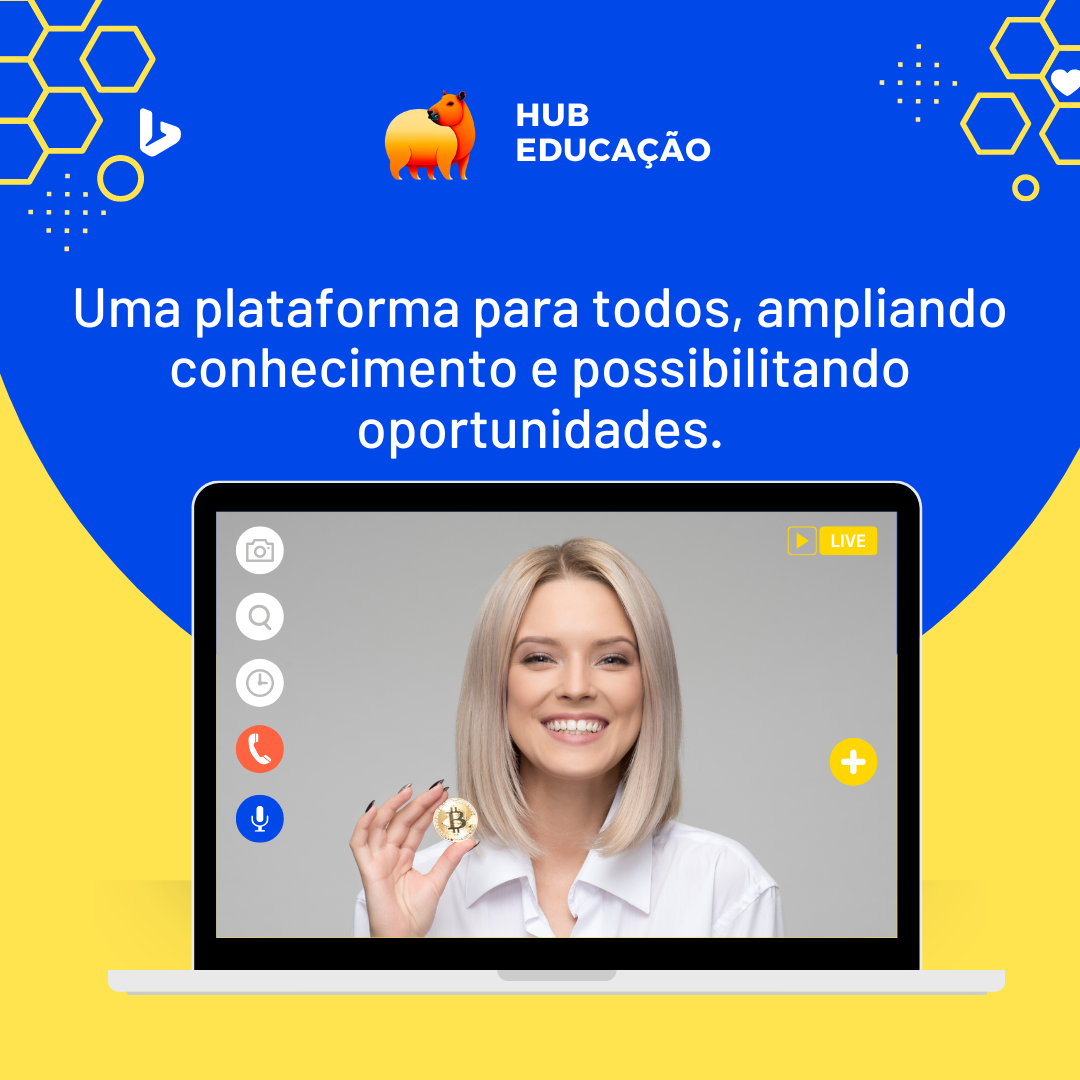 HUB
EDUCAÇÃO
Uma plataforma para todos, ampliando
conhecimento e possibilitando
oportunidades.
LIVE